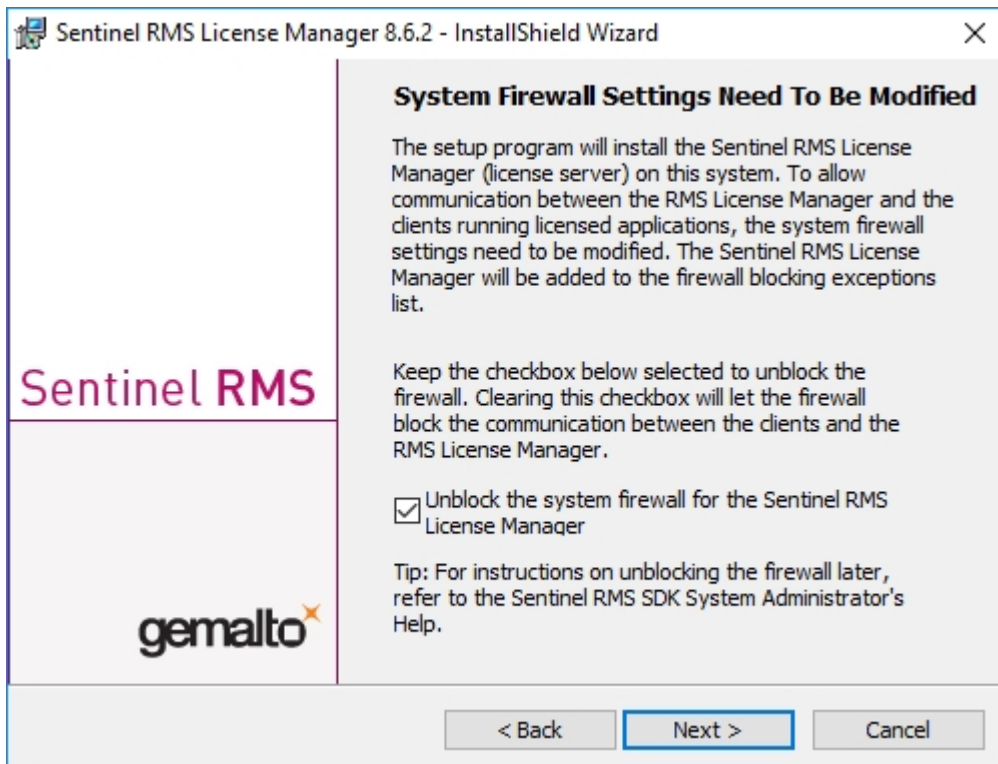 Sentinel RMS License Manager 8.6.2 - InstallShield Wizard
System Firewall Settings Need To Be Modified
The setup program will install the Sentinel RMS License
Manager (license server) on this system. To allow
communication between the RMS License Manager and the
clients running licensed applications, the system firewall
settings need to be modified. The Sentinel RMS License
Manager will be added to the firewall blocking exceptions
list.
Sentinel RMS
Keep the checkbox below selected to unblock the
firewall. Clearing this checkbox will let the firewall
block the communication between the clients and the
RMS License Manager.
Unblock the system firewall for the Sentinel RMS
License Manager
Tip: For instructions on unblocking the firewall later,
refer to the Sentinel RMS SDK System Administrator's
Help.
gemalto
< Back
Next >
Cancel